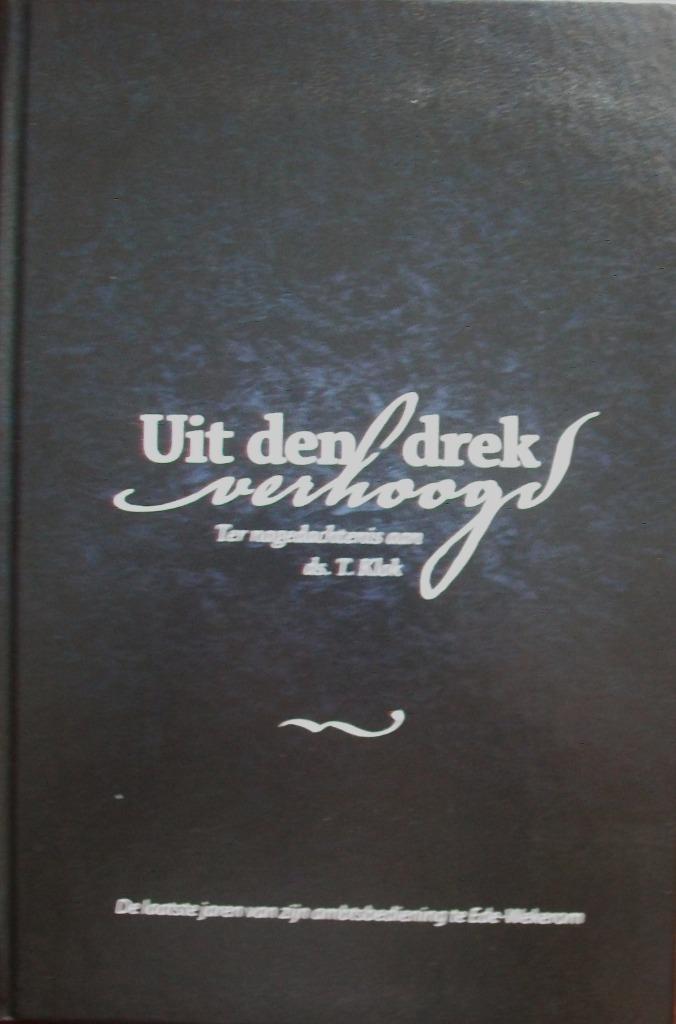 Uit den drek
verhoogd
Ter nagedachtenis aan
ds. T. Klok
De laatste jaren van zijn ambtsbediening te Ede-Wekerom